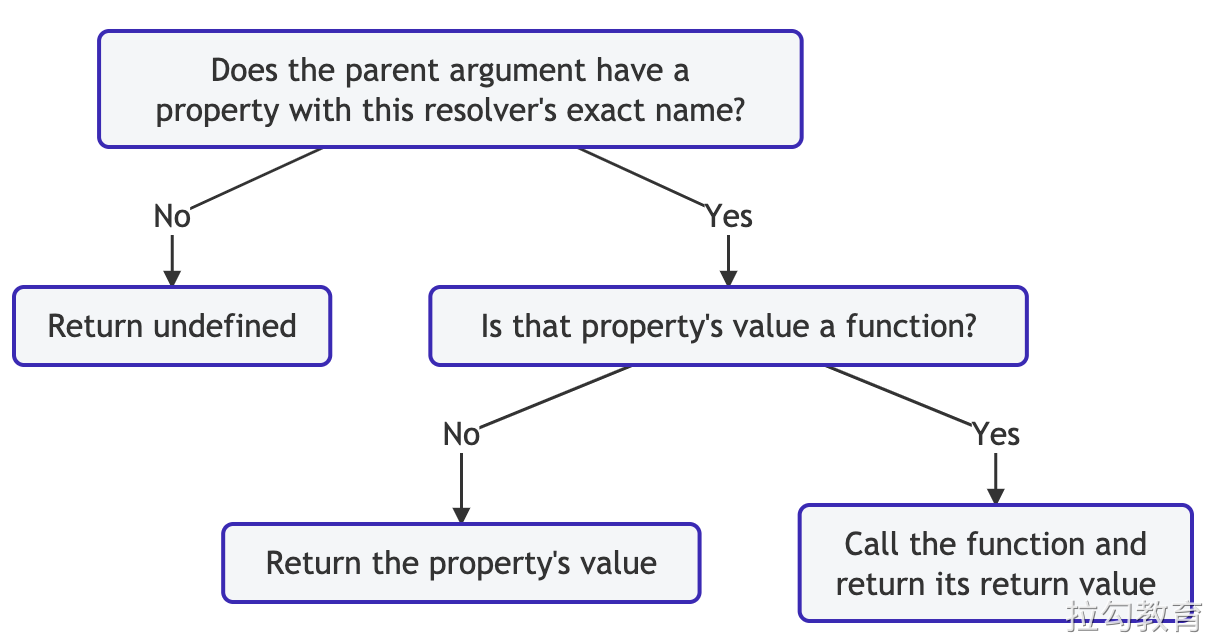 Does the parent argument have a
property with this resolver's exact name?
No
Yes
Return undefined
Is that property's value a function?
No
Yes
Return the property's value
Call the function and
return its return value
拉勾教育